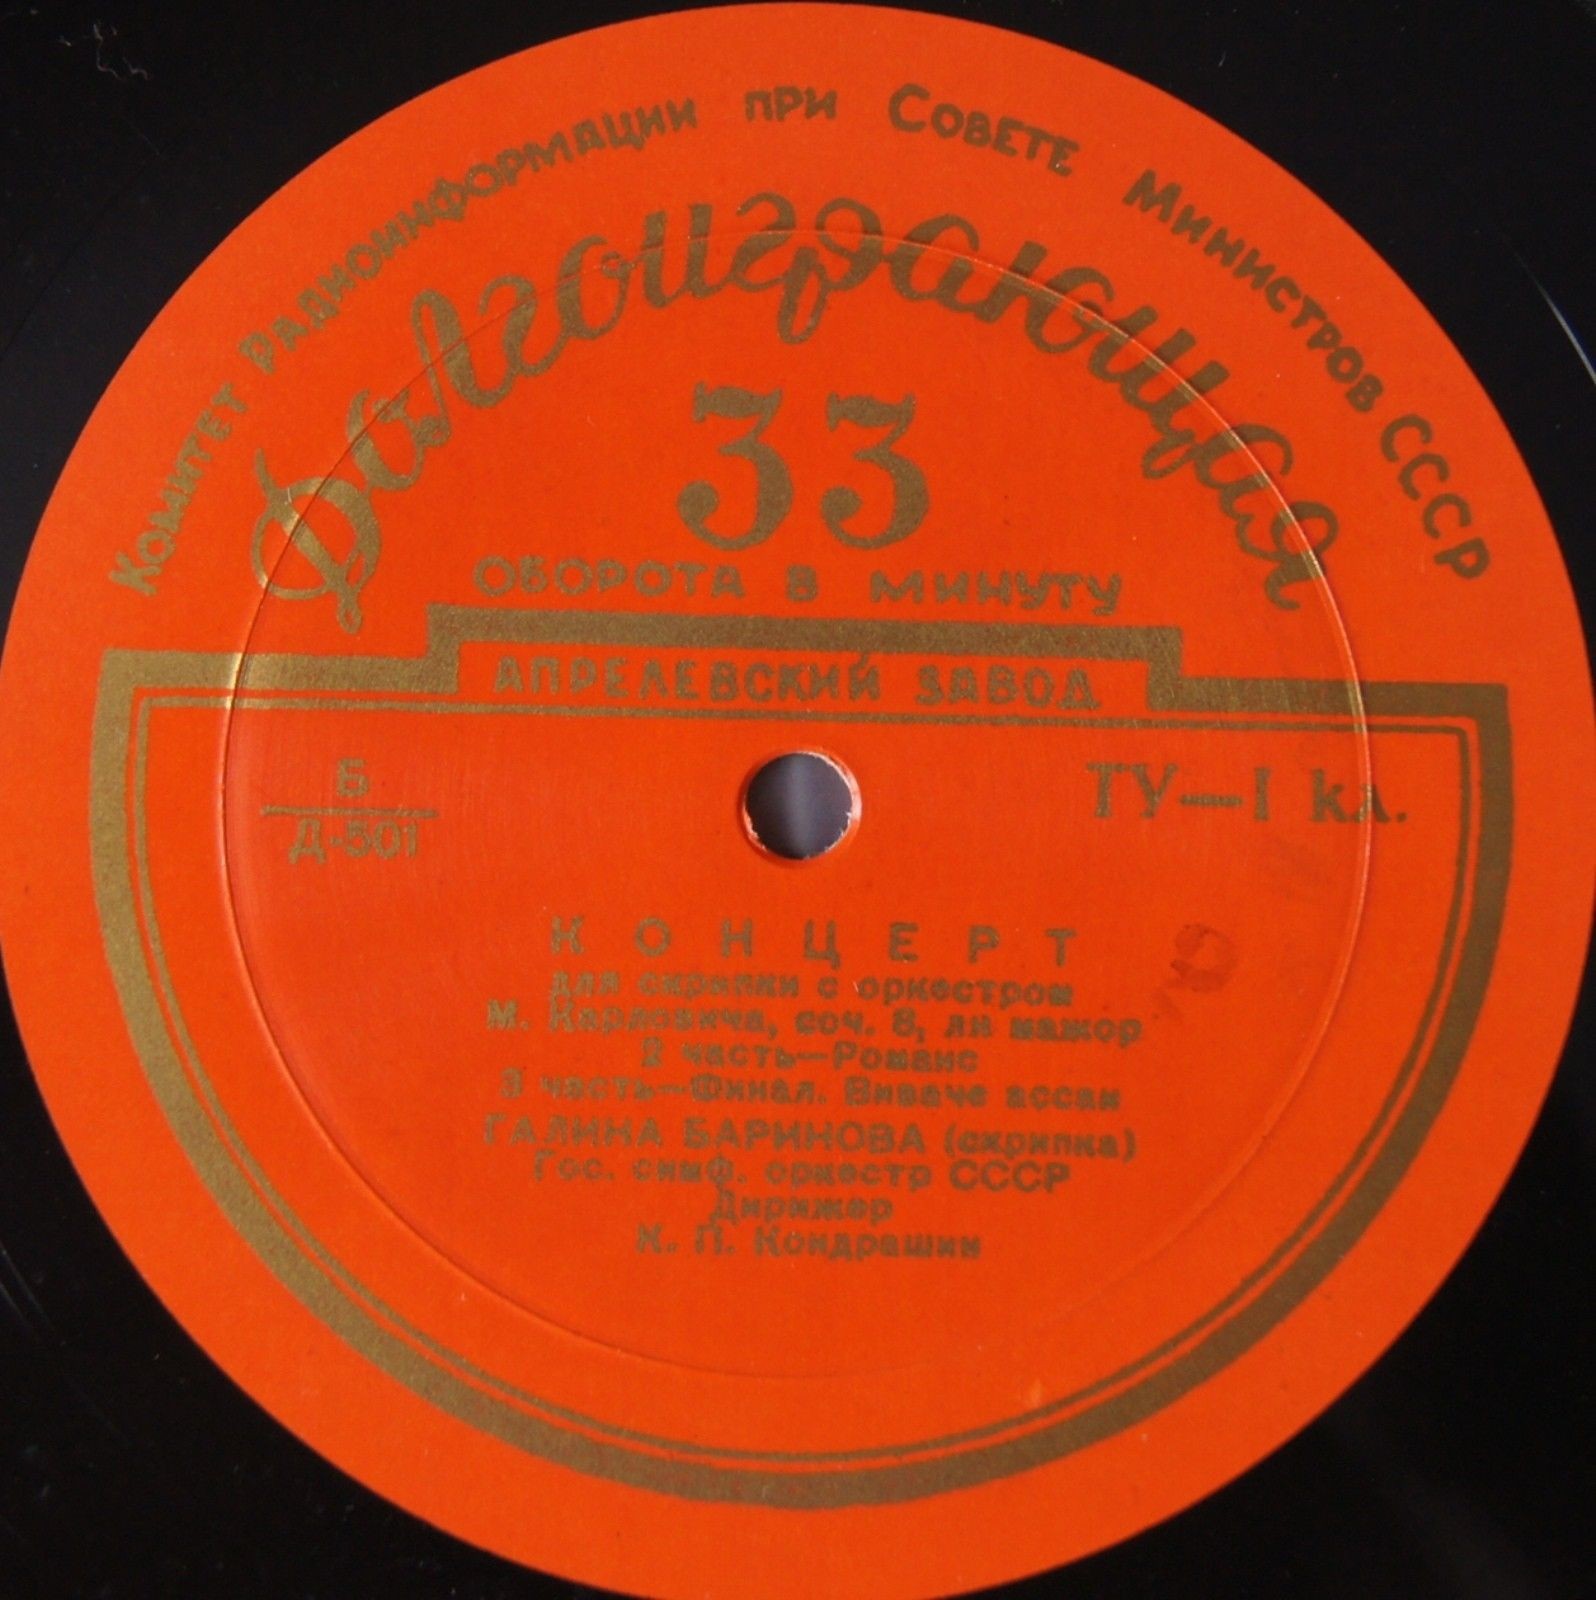 Комитет Радиоинформации при Совете Министров СССР
Долгоиграющая
33
ОБОРОТА В МИНУТУ
АПРЕЛЕВСКИЙ ЗАВОД
Б
Д-501
ТУ—I кл.
КОНЦЕРТ
для скрипки с оркестром
М. Карловича, соч. 8, ля мажор
2 часть—Романс
3 часть—Финал. Виваче ассаи
ГАЛИНА БАРИНОВА (скрипка)
Гос. симф. оркестр СССР
Дирижер
К. П. Кондрашин